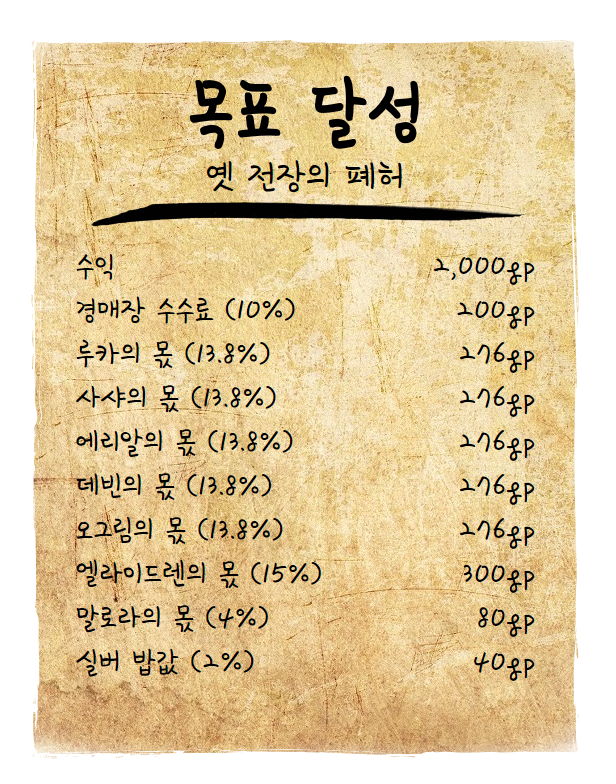 목표 달성
옛 전장의 폐허
수익 2,000gp
경매장 수수료 (10%) 200gp
루카의 몫 (13.8%) 276gp
사샤의 몫 (13.8%) 276gp
에리알의 몫 (13.8%) 276gp
데빈의 몫 (13.8%) 276gp
오그림의 몫 (13.8%) 276gp
엘라이드렌의 몫 (15%) 300gp
말로라의 몫 (4%) 80gp
실버 밥값 (2%) 40gp